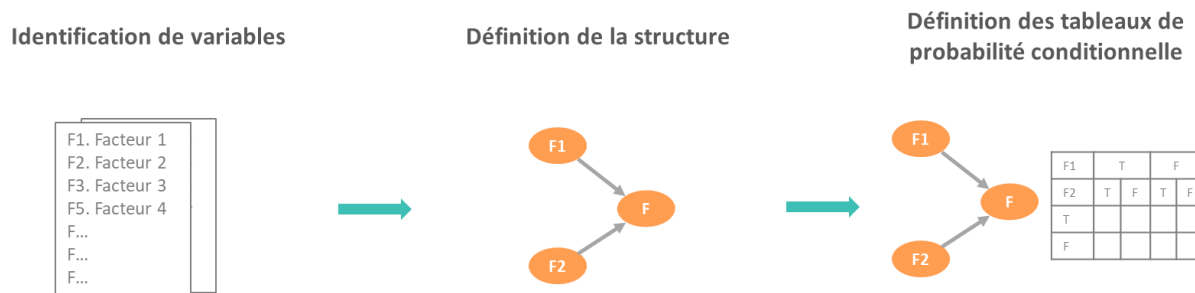 Identification de variables
F1. Facteur 1
F2. Facteur 2
F3. Facteur 3
F5. Facteur 4
F...
F...
F...
Définition de la structure
F1
F
F2
Définition des tableaux de
probabilité conditionnelle
F1
F
F2
F1 T F
F2 T F T F
T
F